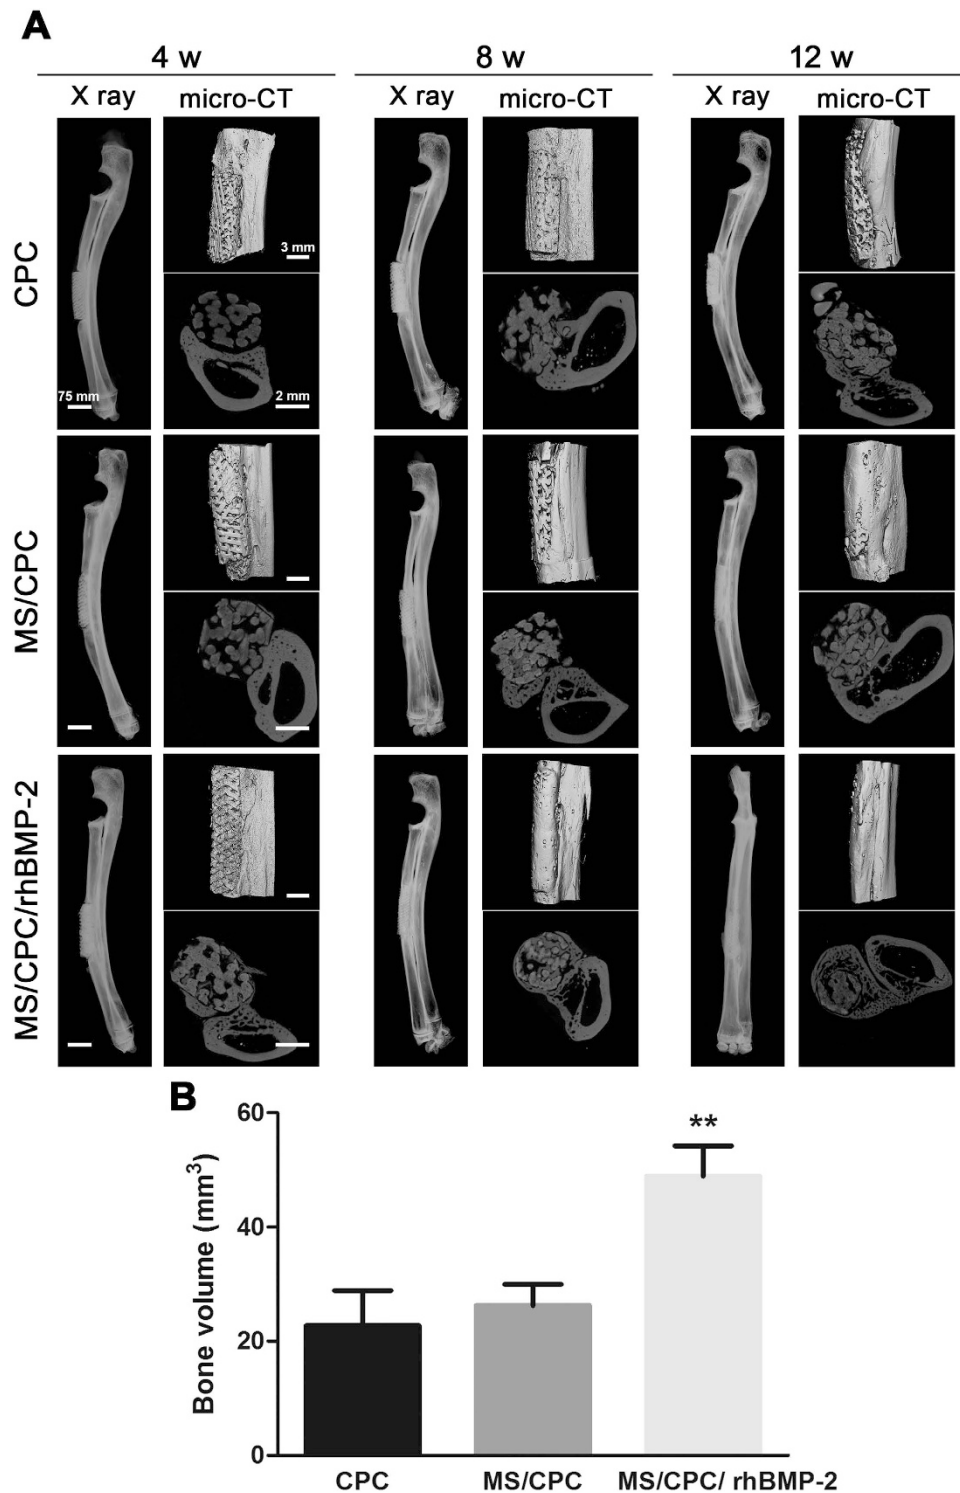 A
4 w 8 w 12 w
X ray micro-CT X ray micro-CT X ray micro-CT
CPC
3 mm
75 mm
2 mm
MS/CPC
MS/CPC/rhBMP-2
B
Bone volume (mm³)
60
40
20
0
**
CPC MS/CPC MS/CPC/ rhBMP-2